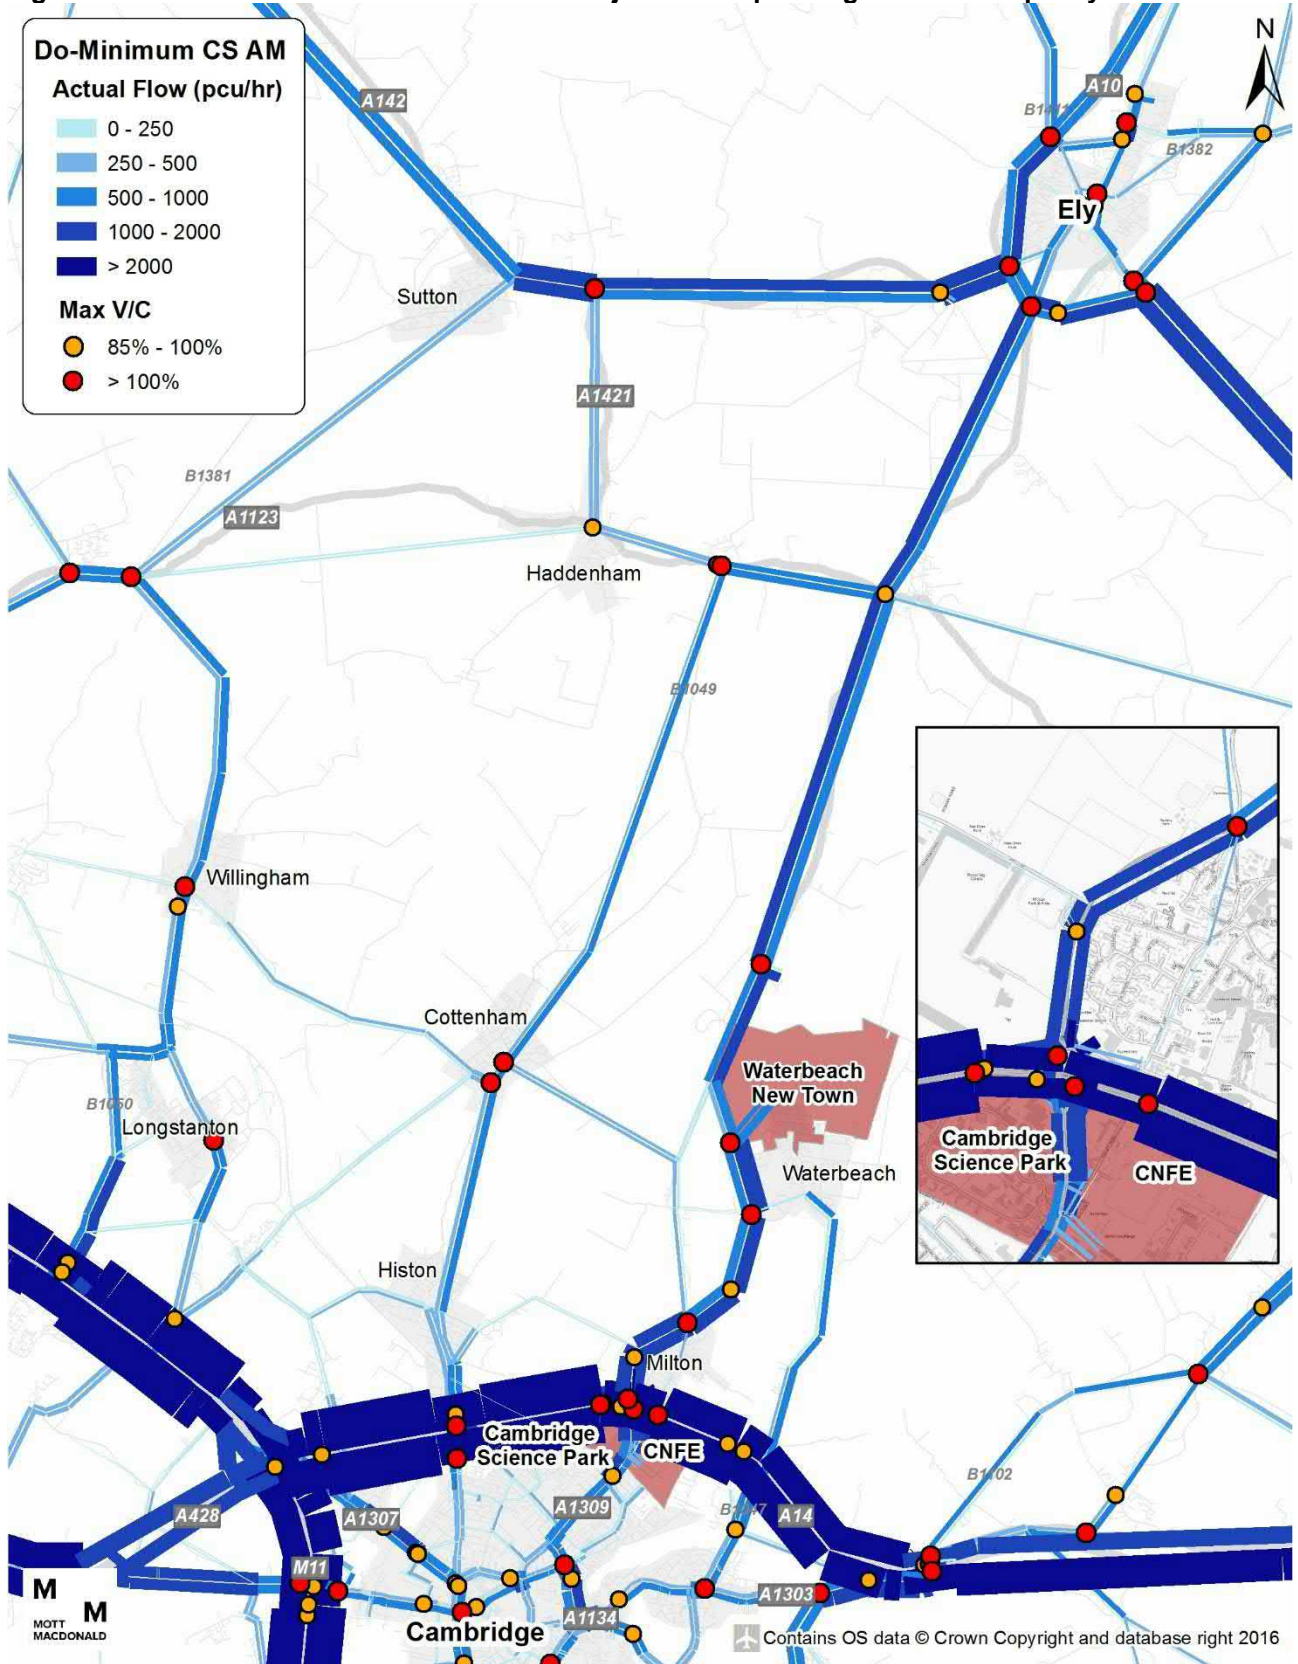 Do-Minimum CS AM
Actual Flow (pcu/hr)
0 - 250
250 - 500
500 - 1000
1000 - 2000
> 2000
Max V/C
85% - 100%
> 100%
N
A142
A10
B1411
B1382
Ely
Sutton
A1421
B1381
A1123
Haddenham
B1049
Willingham
Cottenham
Waterbeach
New Town
B1050
Longstanton
Waterbeach
Cambridge
Science Park
CNFE
Histon
Milton
Cambridge
Science Park
CNFE
B1102
A428
A1307
A1309
B1047
A14
M11
A1303
A1134
Cambridge
M
M
MOTT
MACDONALD
Contains OS data © Crown Copyright and database right 2016